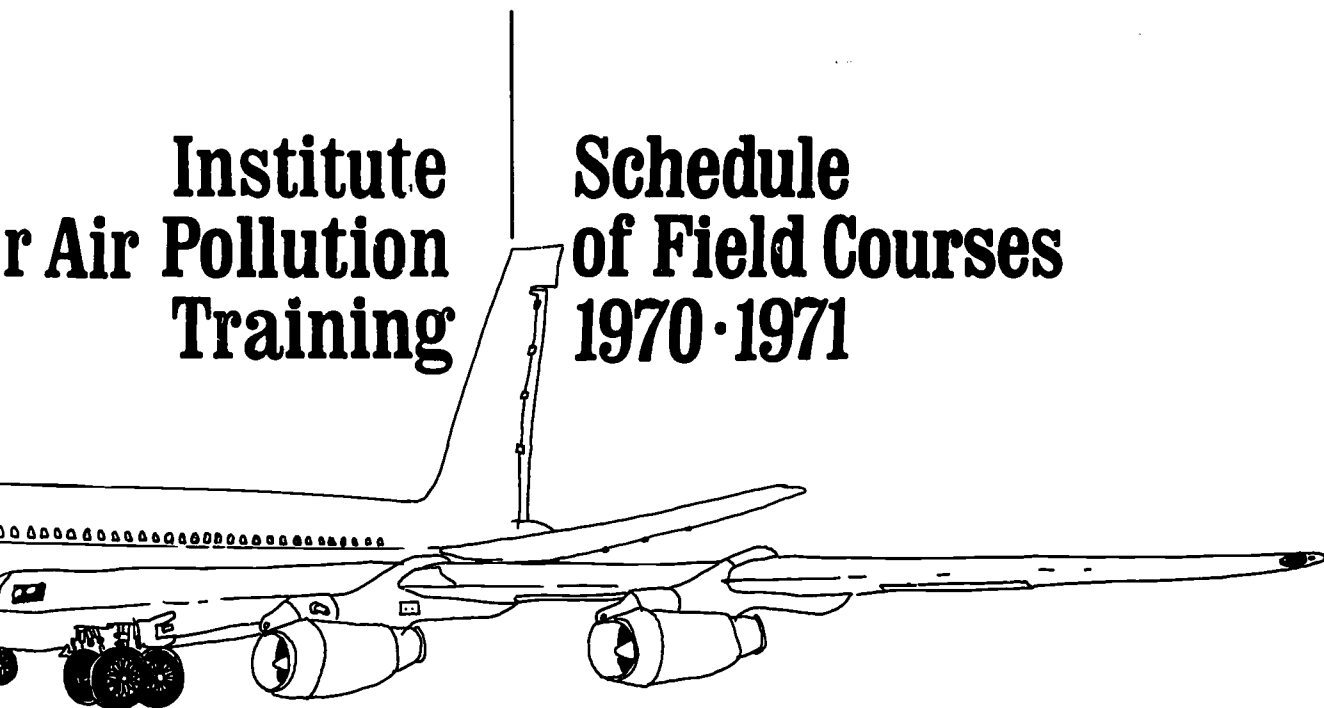 Institute
r Air Pollution
Training
Schedule
of Field Courses
1970·1971